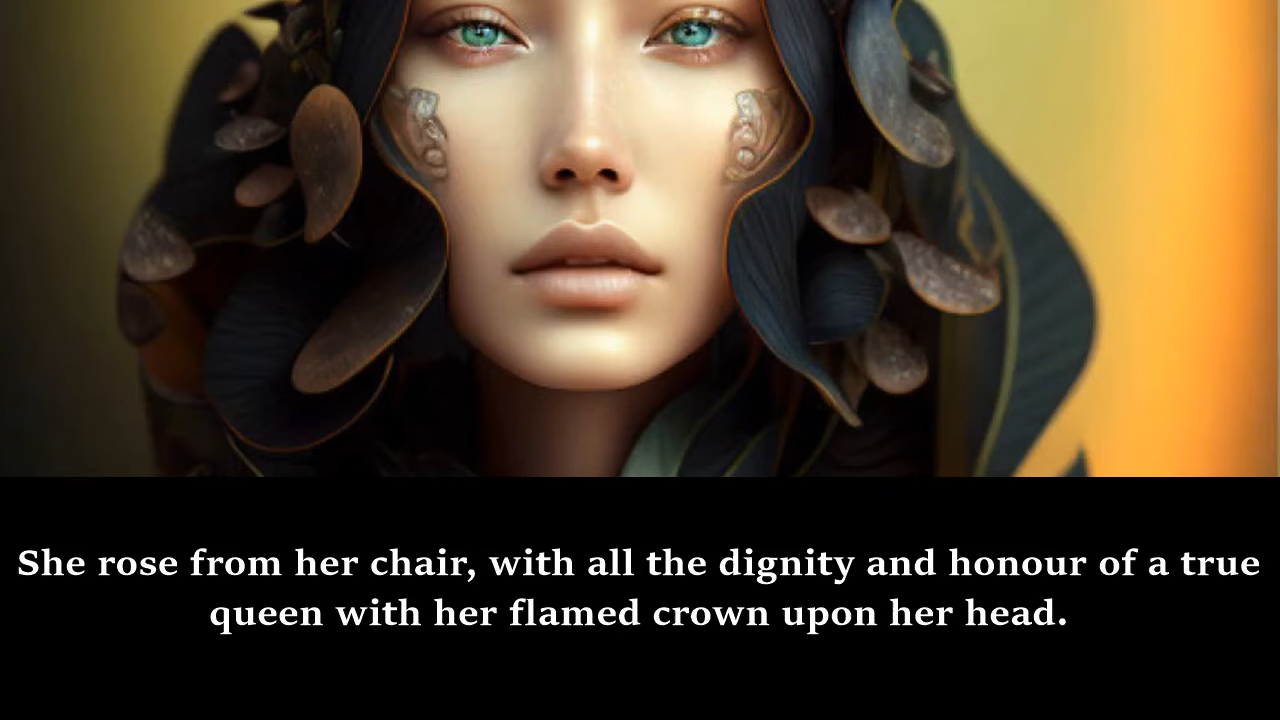 She rose from her chair, with all the dignity and honour of a true
queen with her flamed crown upon her head.